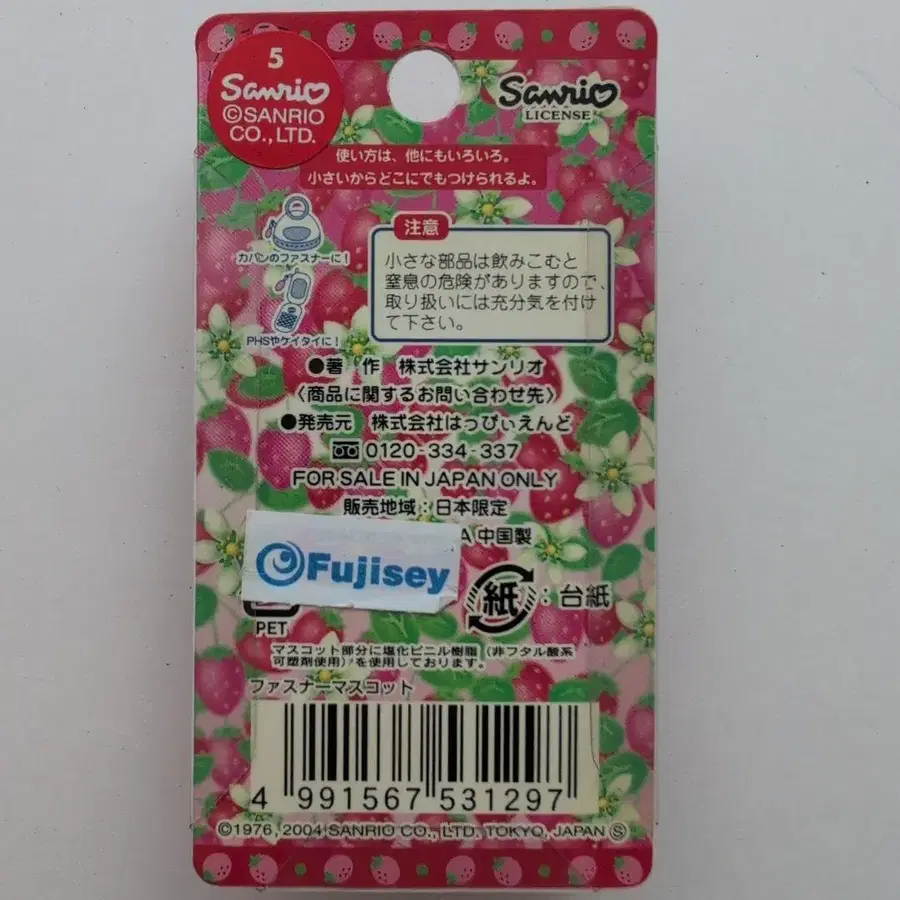 5
Sanrio
©SANRIO
CO., LTD.
Sanrio
LICENSE
使い方は、他にもいろいろ。
小さいからどこにでもつけられるよ。
カバンのファスナーに!
PHSやケイタイに!
注意
小さな部品は飲みこむと
窒息の危険がありますので、
取り扱いには充分気を付け
て下さい。
●著 作 株式会社サンリオ
〈商品に関するお問い合わせ先〉
●発売元 株式会社はっぴぃえんど
0120-334-337
FOR SALE IN JAPAN ONLY
販売地域:日本限定
A 中国製
Fujisey
PET
紙:台紙
マスコット部分に塩化ビニル樹脂(非フタル酸系
可塑剤使用)を使用しております。
ファスナーマスコット
4 991567 531297
©1976, 2004 SANRIO CO., LTD. TOKYO, JAPAN Ⓢ